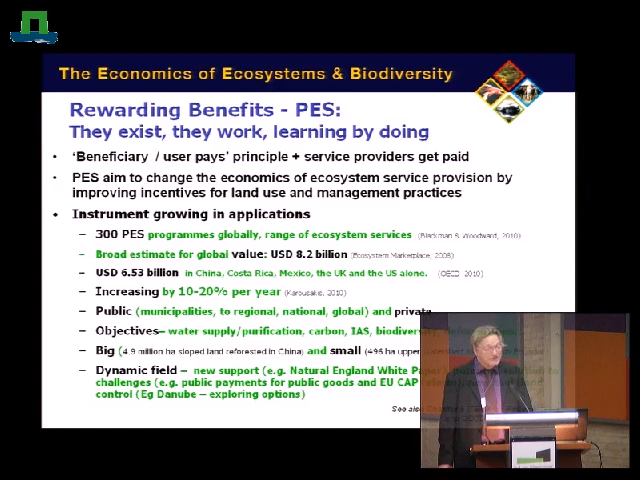 The Economics of Ecosystems & Biodiversity
Rewarding Benefits - PES:
They exist, they work, learning by doing
• 'Beneficiary / user pays' principle + service providers get paid
• PES aim to change the economics of ecosystem service provision by
improving incentives for land use and management practices
• Instrument growing in applications
– 300 PES programmes globally, range of ecosystem services (Blackman & Woodward, 2010)
– Broad estimate for global value: USD 8.2 billion (Ecosystem Marketplace, 2008)
– USD 6.53 billion in China, Costa Rica, Mexico, the UK and the US alone. (OECD 2010)
– Increasing by 10-20% per year (Karousakis, 2010)
– Public (municipalities, to regional, national, global) and private
– Objectives– water supply/purification, carbon, IAS, biodiversity,
– Big (4.9 million ha sloped land reforested in China) and small (496 ha upper
– Dynamic field – new support (e.g. Natural England White Paper
challenges (e.g. public payments for public goods and EU CAP
control (Eg Danube – exploring options)
See also